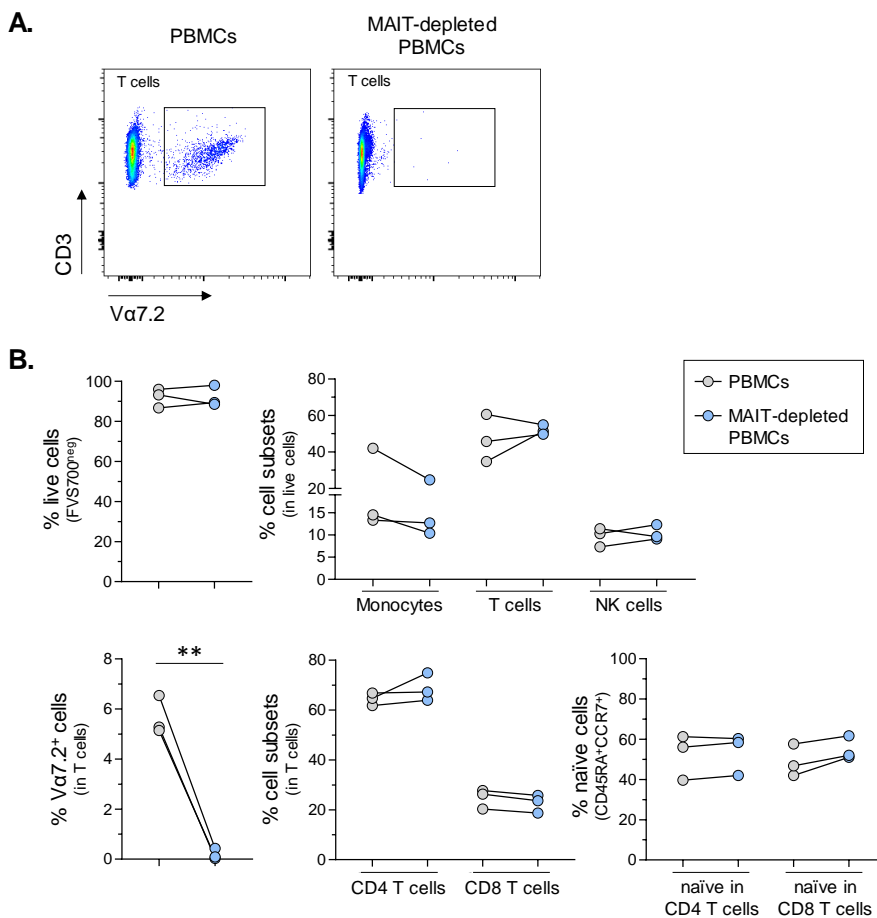 A.
PBMCs
MAIT-depleted
PBMCs
T cells
T cells
CD3
Vα7.2
B.
PBMCs
MAIT-depleted
PBMCs
% live cells
(FVS700neg)
100
80
60
40
20
0
% cell subsets
(in live cells)
80
60
40
20
15
10
5
0
Monocytes
T cells
NK cells
% Vα7.2+ cells
(in T cells)
8
6
4
2
0
**
% cell subsets
(in T cells)
80
60
40
20
0
CD4 T cells
CD8 T cells
% naïve cells
(CD45RA+CCR7+)
100
80
60
40
20
0
naïve in
CD4 T cells
naïve in
CD8 T cells